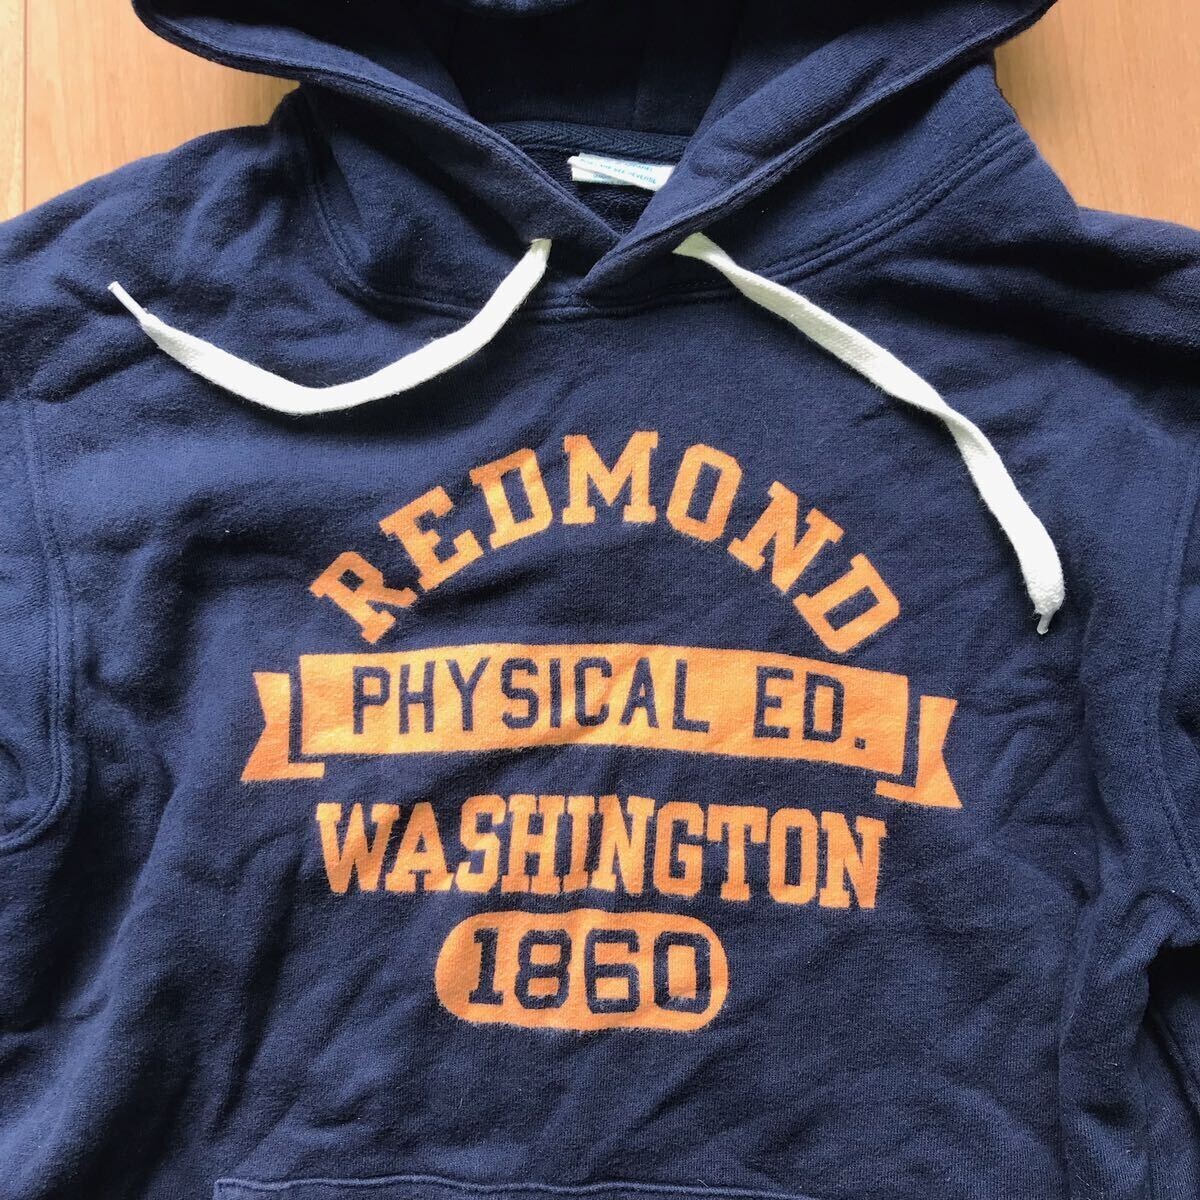 REDMOND
PHYSICAL ED.
WASHINGTON
1860